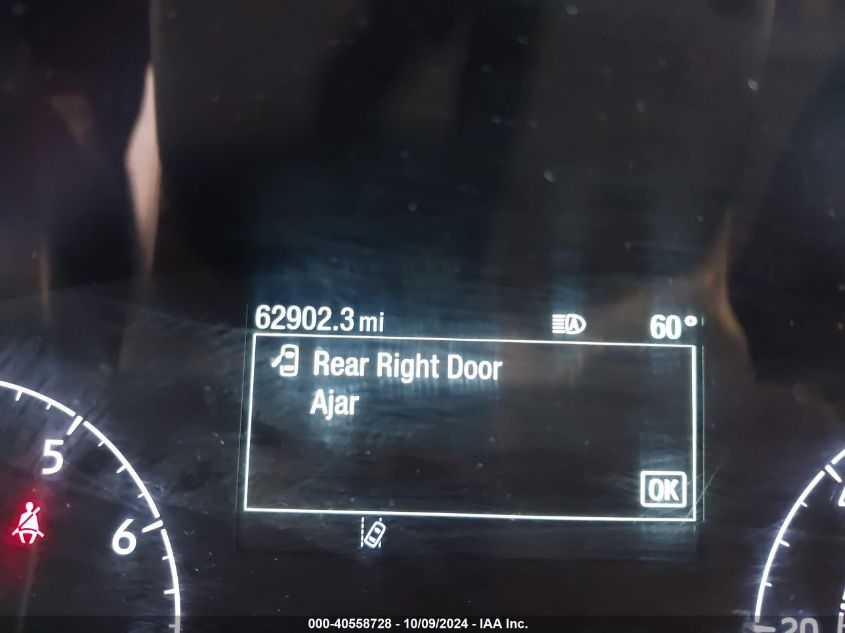 62902.3 mi A 60°
Rear Right Door
Ajar
OK
5
6
20
000-40558728 - 10/09/2024 - IAA Inc.